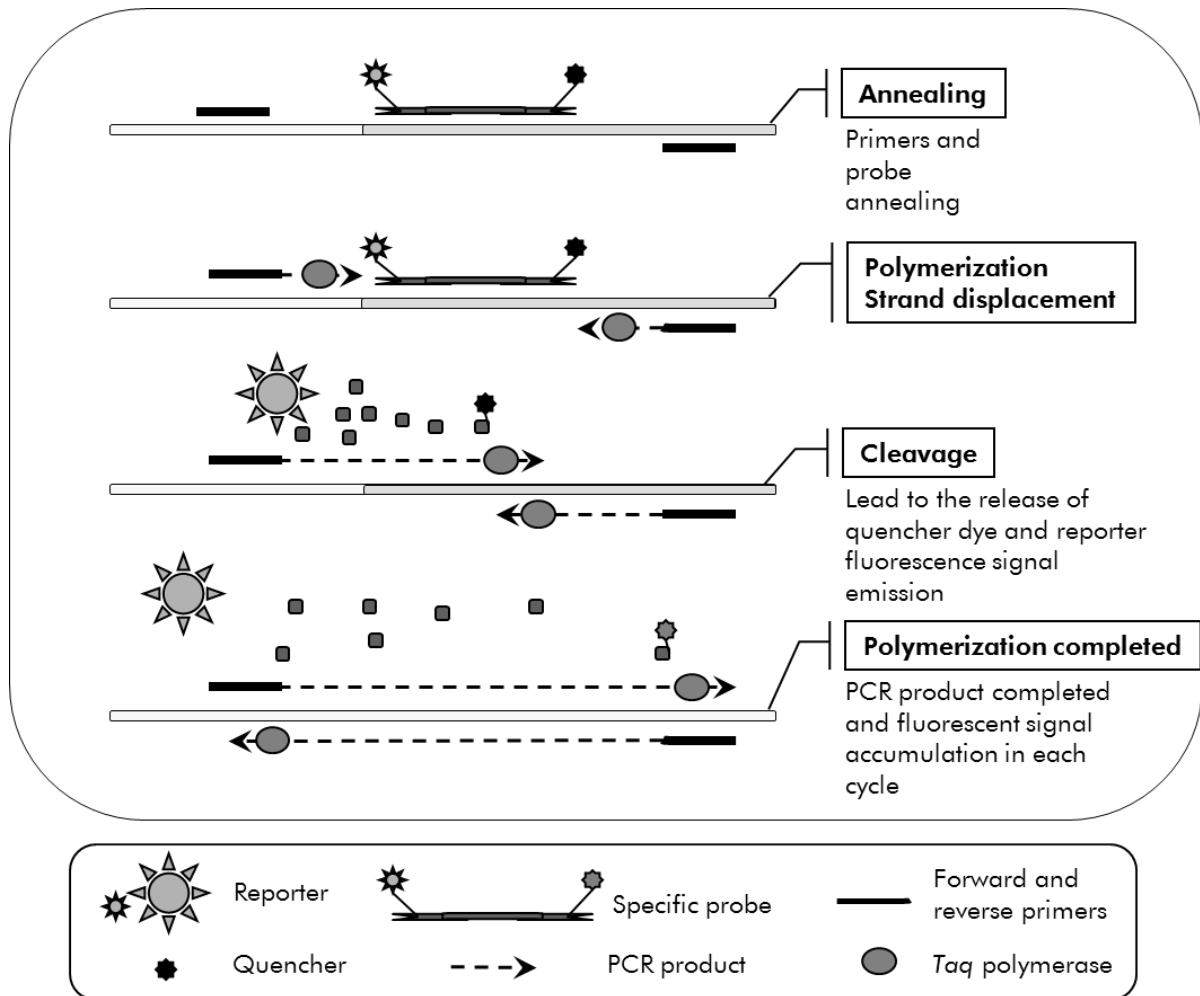 Annealing
Primers and
probe
annealing
Polymerization
Strand displacement
Cleavage
Lead to the release of
quencher dye and reporter
fluorescence signal
emission
Polymerization completed
PCR product completed
and fluorescent signal
accumulation in each
cycle
Reporter
Specific probe
Forward and
reverse primers
Quencher
PCR product
Taq polymerase